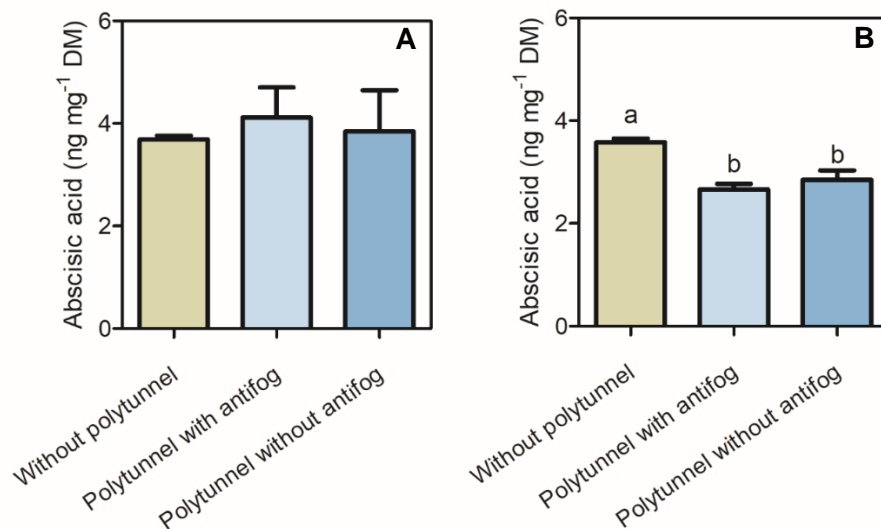 A
Abscisic acid (ng mg⁻¹ DM)
6
4
2
0
Without polytunnel
Polytunnel with antifog
Polytunnel without antifog
B
Abscisic acid (ng mg⁻¹ DM)
6
4
2
0
a
b
b
Without polytunnel
Polytunnel with antifog
Polytunnel without antifog